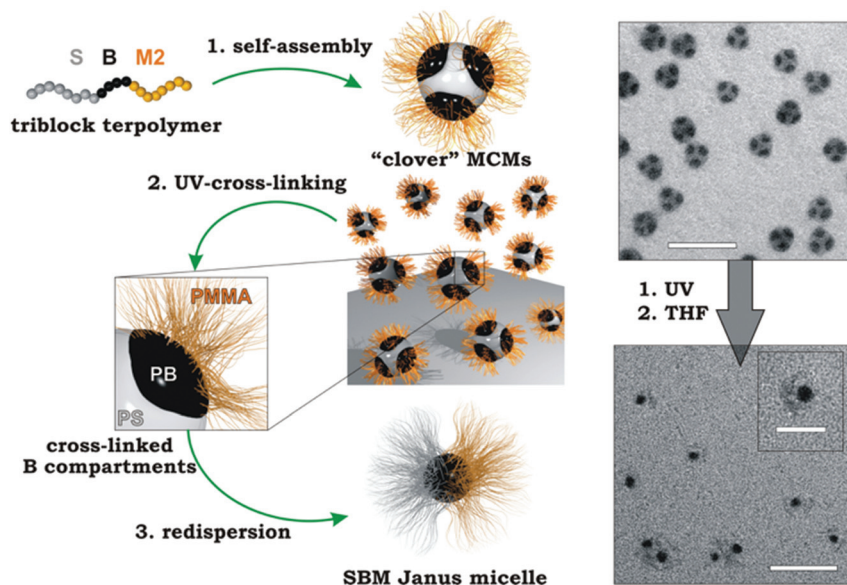 1. self-assembly
S B M2
triblock terpolymer
“clover” MCMs
2. UV-cross-linking
PMMA
PB
PS
cross-linked
B compartments
3. redispersion
SBM Janus micelle
1. UV
2. THF